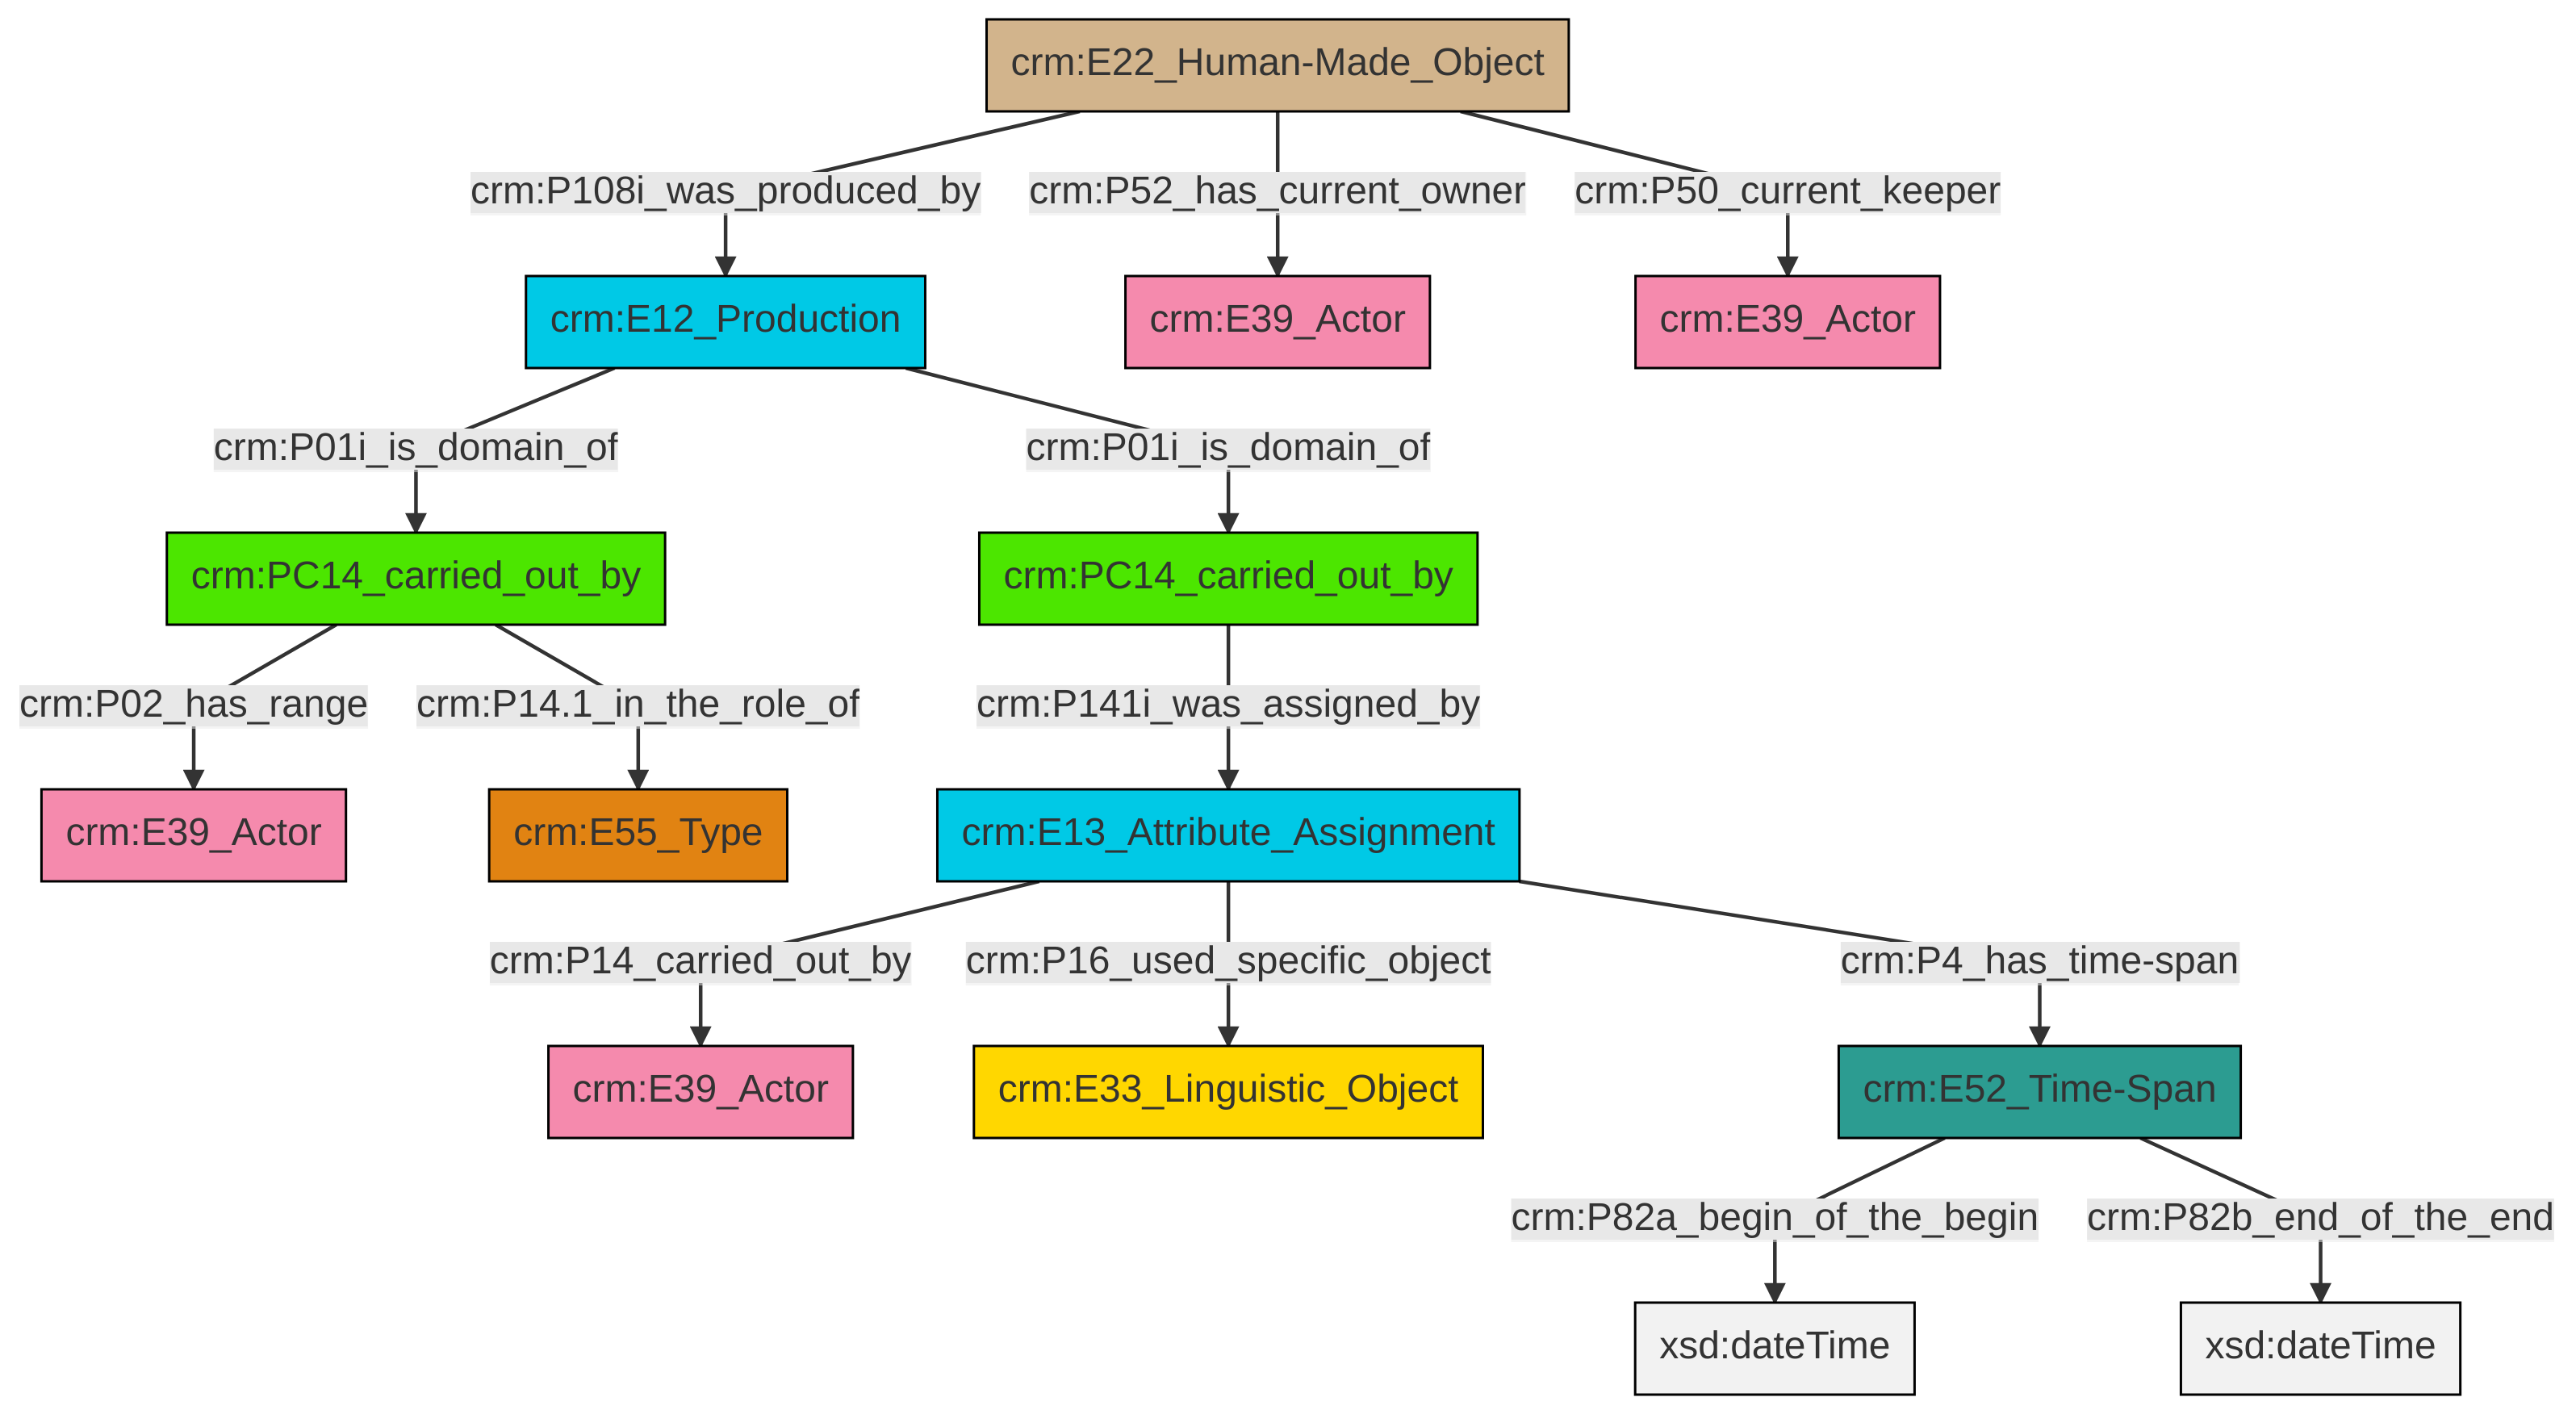 crm:E22_Human-Made_Object
crm:P108i_was_produced_by
crm:P52_has_current_owner
crm:P50_current_keeper
crm:E12_Production
crm:E39_Actor
crm:E39_Actor
crm:P01i_is_domain_of
crm:P01i_is_domain_of
crm:PC14_carried_out_by
crm:PC14_carried_out_by
crm:P02_has_range
crm:P14.1_in_the_role_of
crm:P141i_was_assigned_by
crm:E39_Actor
crm:E55_Type
crm:E13_Attribute_Assignment
crm:P14_carried_out_by
crm:P16_used_specific_object
crm:P4_has_time-span
crm:E39_Actor
crm:E33_Linguistic_Object
crm:E52_Time-Span
crm:P82a_begin_of_the_begin
crm:P82b_end_of_the_end
xsd:dateTime
xsd:dateTime